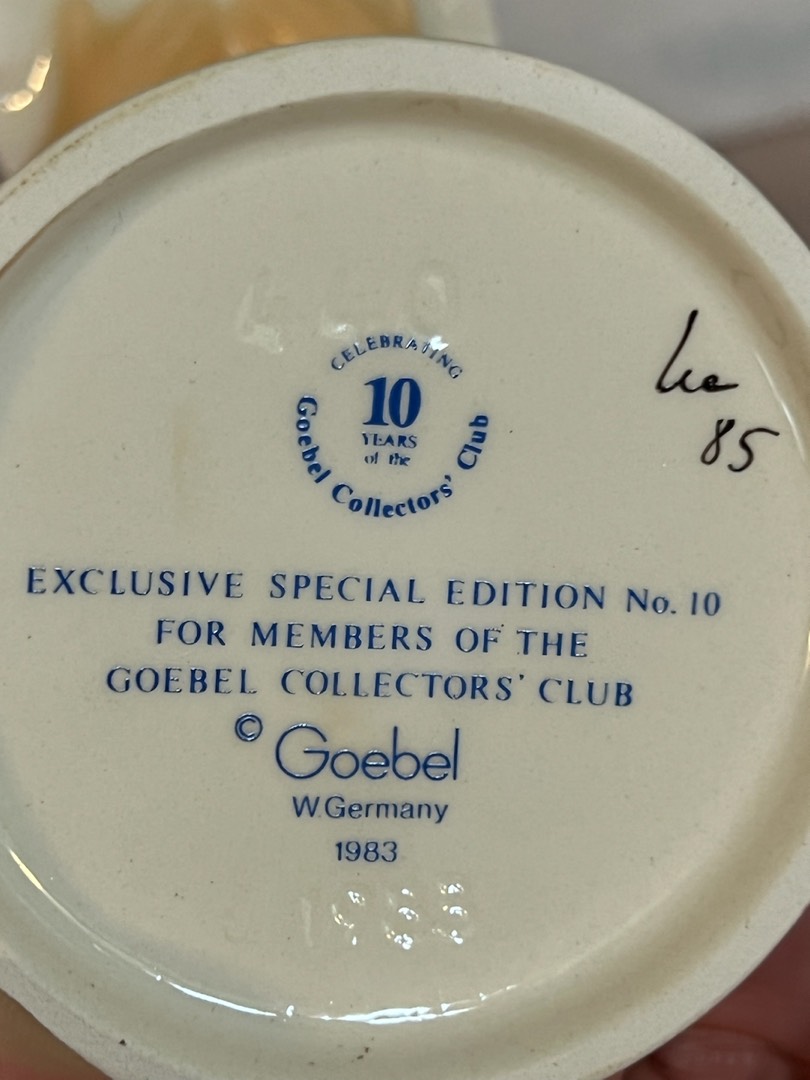 CELEBRATING
10
YEARS
of the
Goebel Collectors' Club
85
EXCLUSIVE SPECIAL EDITION No. 10
FOR MEMBERS OF THE
GOEBEL COLLECTORS' CLUB
© Goebel
W.Germany
1983